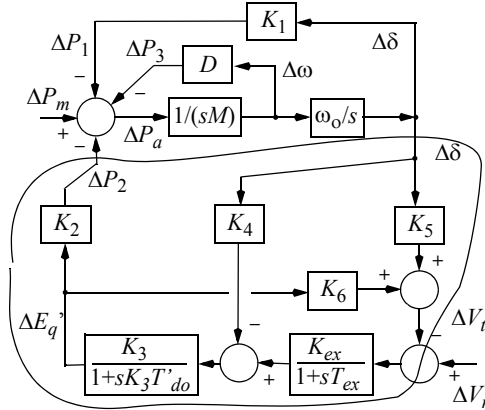 K1
ΔP1
ΔP3
Δδ
D
Δω
ΔPm
−
−
+
−
ΔPa
1/(sM)
ωo/s
ΔP2
Δδ
K2
K4
K5
+
K6
+
ΔEq'
−
−
ΔVt
K3
1+sK3T'do
+
Kex
1+sTex
+